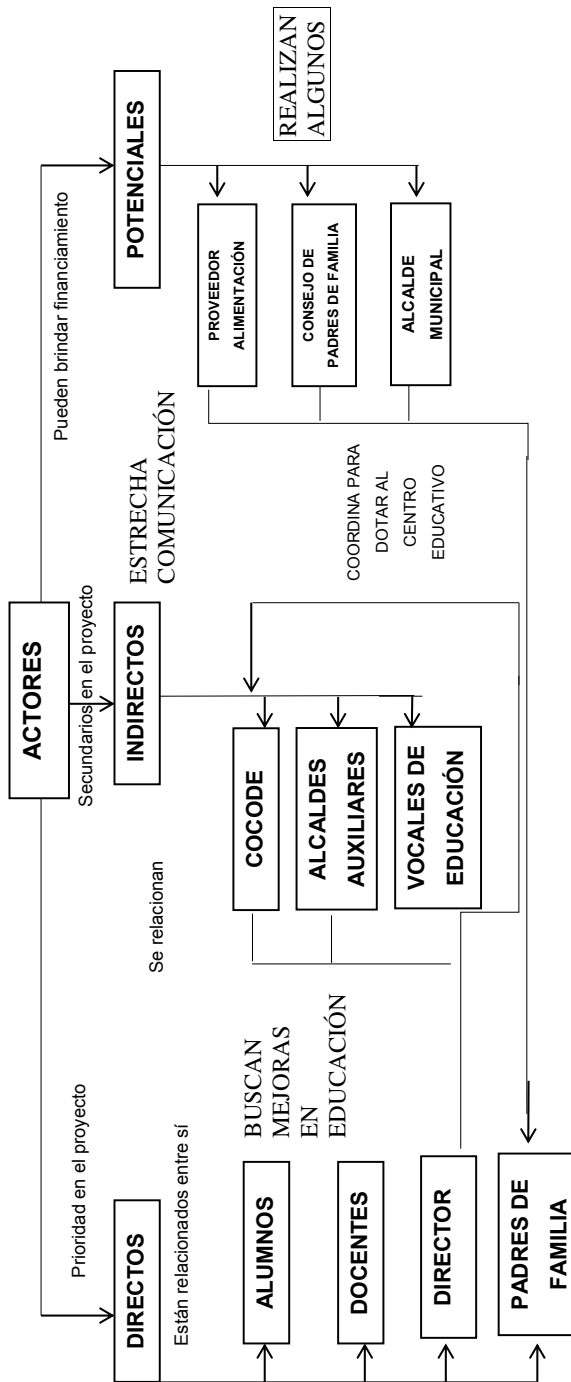 ACTORES
Prioridad en el proyecto
Secundarios en el proyecto
Pueden brindar financiamiento
DIRECTOS
INDIRECTOS
POTENCIALES
Están relacionados entre sí
Se relacionan
ESTRECHA
COMUNICACIÓN
ALUMNOS
DOCENTES
DIRECTOR
PADRES DE
FAMILIA
BUSCAN
MEJORAS
EN
EDUCACIÓN
COCODE
ALCALDES
AUXILIARES
VOCALES DE
EDUCACIÓN
COORDINA PARA
DOTAR AL
CENTRO
EDUCATIVO
PROVEEDOR
ALIMENTACIÓN
CONSEJO DE
PADRES DE FAMILIA
ALCALDE
MUNICIPAL
REALIZAN
ALGUNOS